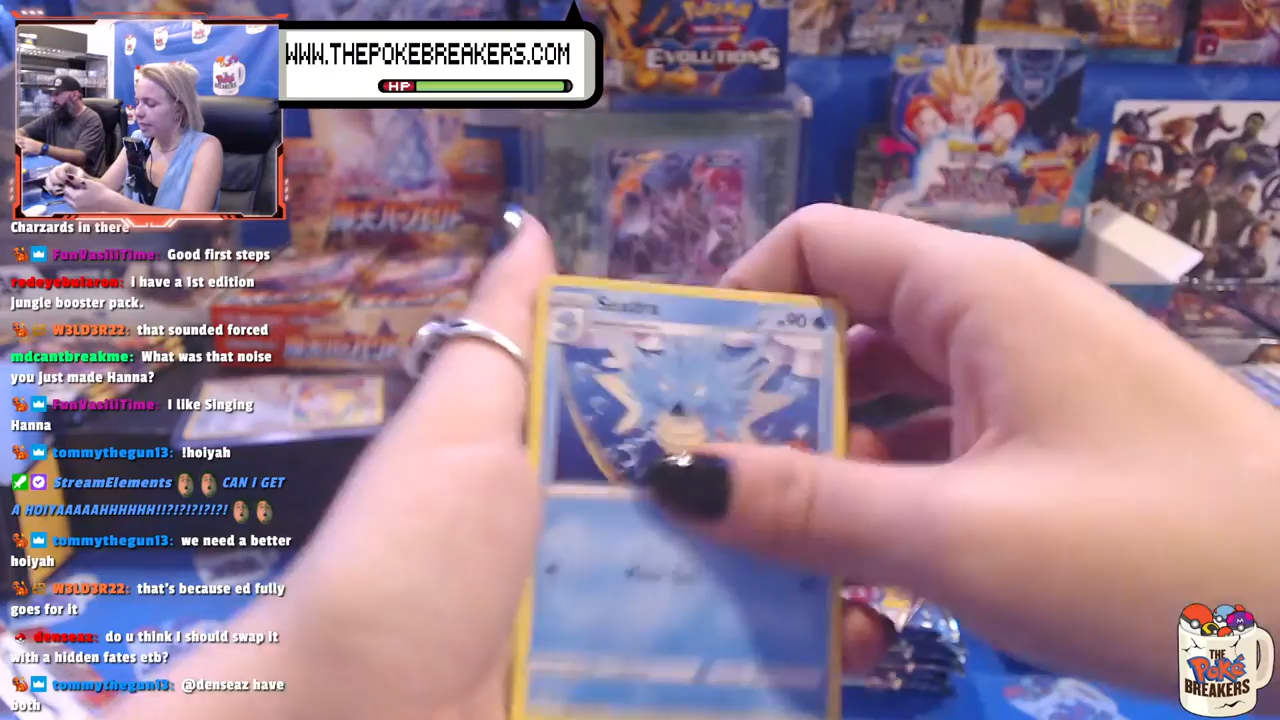 WWW.THEPOKEBREAKERS.COM
HP
POKÉMON
EVOLUTIONS
Charzards in there
FunVasiliTime: Good first steps
redeyebularon: i have a 1st edition
jungle booster pack.
W3LD3R22: that sounded forced
mdcantbreakme: What was that noise
you just made Hanna?
FunVasiliTime: I like Singing
Hanna
tommythegun13: !hoiyah
StreamElements CAN I GET
A HOIYAAAAAHHHHHH!!?!?!?!?!
tommythegun13: we need a better
hoiyah
W3LD3R22: that's because ed fully
goes for it
denseaz: do u think I should swap it
with a hidden fates etb?
tommythegun13: @denseaz have
both
Seadra
90
THE
Poké
BREAKERS